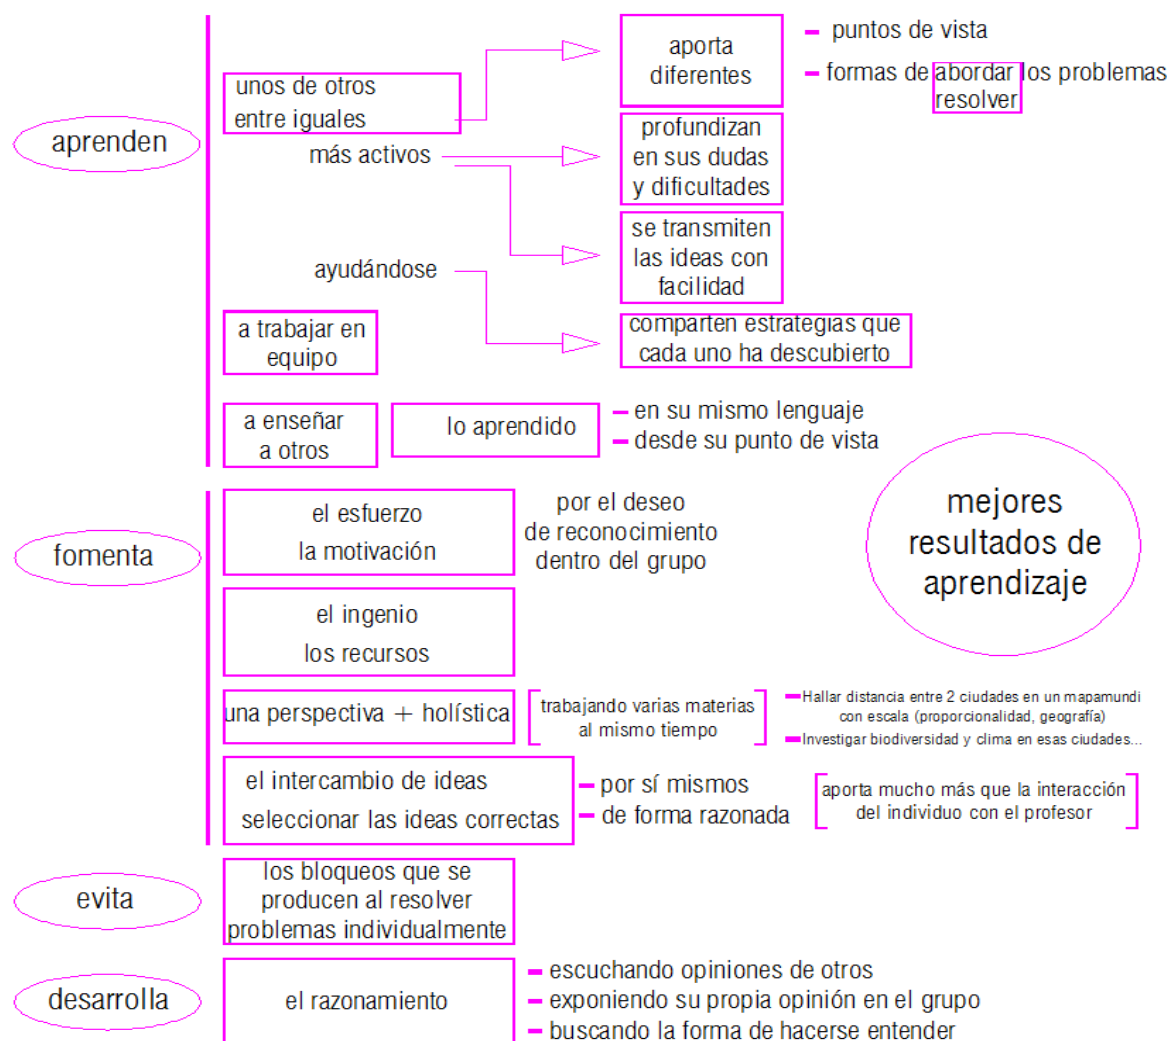 aprenden
unos de otros
entre iguales
aporta
diferentes
puntos de vista
formas de abordar los problemas
resolver
más activos
profundizan
en sus dudas
y dificultades
se transmiten
las ideas con
facilidad
ayudándose
comparten estrategias que
cada uno ha descubierto
a trabajar en
equipo
a enseñar
a otros
lo aprendido
en su mismo lenguaje
desde su punto de vista
mejores
resultados de
aprendizaje
fomenta
el esfuerzo
la motivación
por el deseo
de reconocimiento
dentro del grupo
el ingenio
los recursos
una perspectiva + holística
trabajando varias materias
al mismo tiempo
Hallar distancia entre 2 ciudades en un mapamundi
con escala (proporcionalidad, geografía)
Investigar biodiversidad y clima en esas ciudades...
el intercambio de ideas
seleccionar las ideas correctas
por sí mismos
de forma razonada
aporta mucho más que la interacción
del individuo con el profesor
evita
los bloqueos que se
producen al resolver
problemas individualmente
desarrolla
el razonamiento
escuchando opiniones de otros
exponiendo su propia opinión en el grupo
buscando la forma de hacerse entender